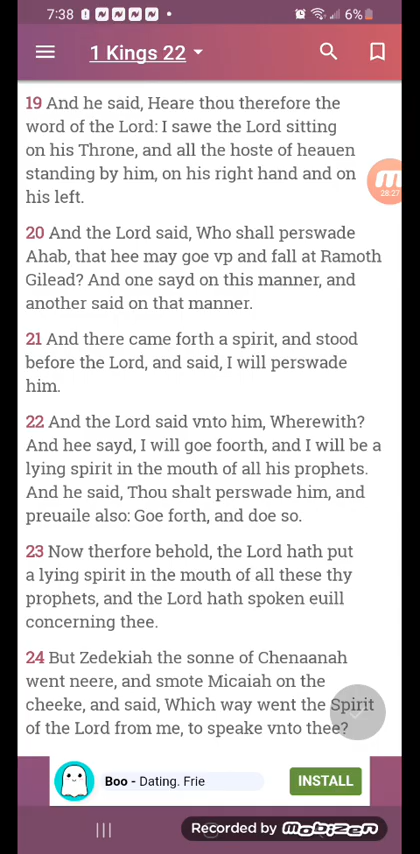 7:38 6%
1 Kings 22
19 And he said, Heare thou therefore the
word of the Lord: I sawe the Lord sitting
on his Throne, and all the hoste of heauen
standing by him, on his right hand and on
his left.
28:27
20 And the Lord said, Who shall perswade
Ahab, that hee may goe vp and fall at Ramoth
Gilead? And one sayd on this manner, and
another said on that manner.
21 And there came forth a spirit, and stood
before the Lord, and said, I will perswade
him.
22 And the Lord said vnto him, Wherewith?
And hee sayd, I will goe foorth, and I will be a
lying spirit in the mouth of all his prophets.
And he said, Thou shalt perswade him, and
preuaile also: Goe forth, and doe so.
23 Now therfore behold, the Lord hath put
a lying spirit in the mouth of all these thy
prophets, and the Lord hath spoken euill
concerning thee.
24 But Zedekiah the sonne of Chenaanah
went neere, and smote Micaiah on the
cheeke, and said, Which way went the Spirit
of the Lord from me, to speake vnto thee?
Boo - Dating. Frie
INSTALL
Recorded by mobizen